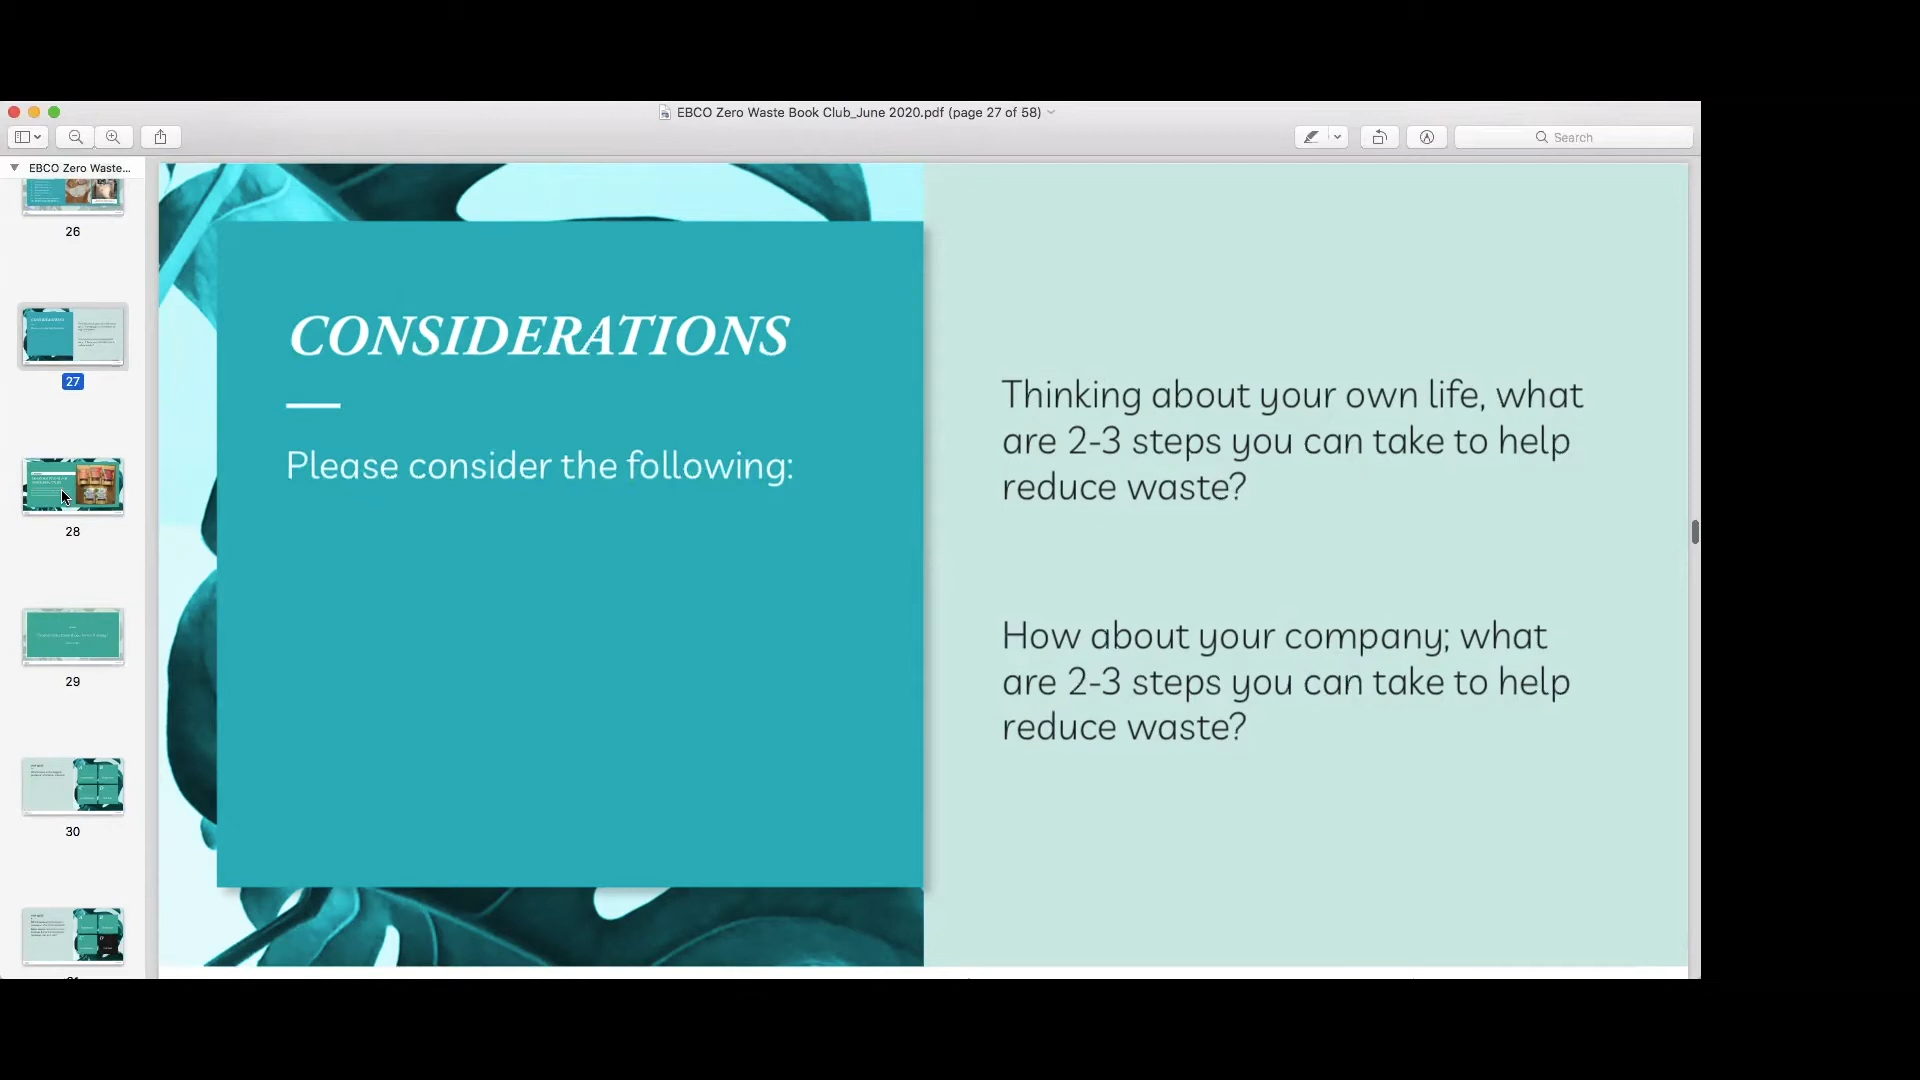 EBCO Zero Waste Book Club_June 2020.pdf (page 27 of 58)
Search
EBCO Zero Waste...
26
27
28
29
30
CONSIDERATIONS
Please consider the following:
Thinking about your own life, what
are 2-3 steps you can take to help
reduce waste?
How about your company; what
are 2-3 steps you can take to help
reduce waste?